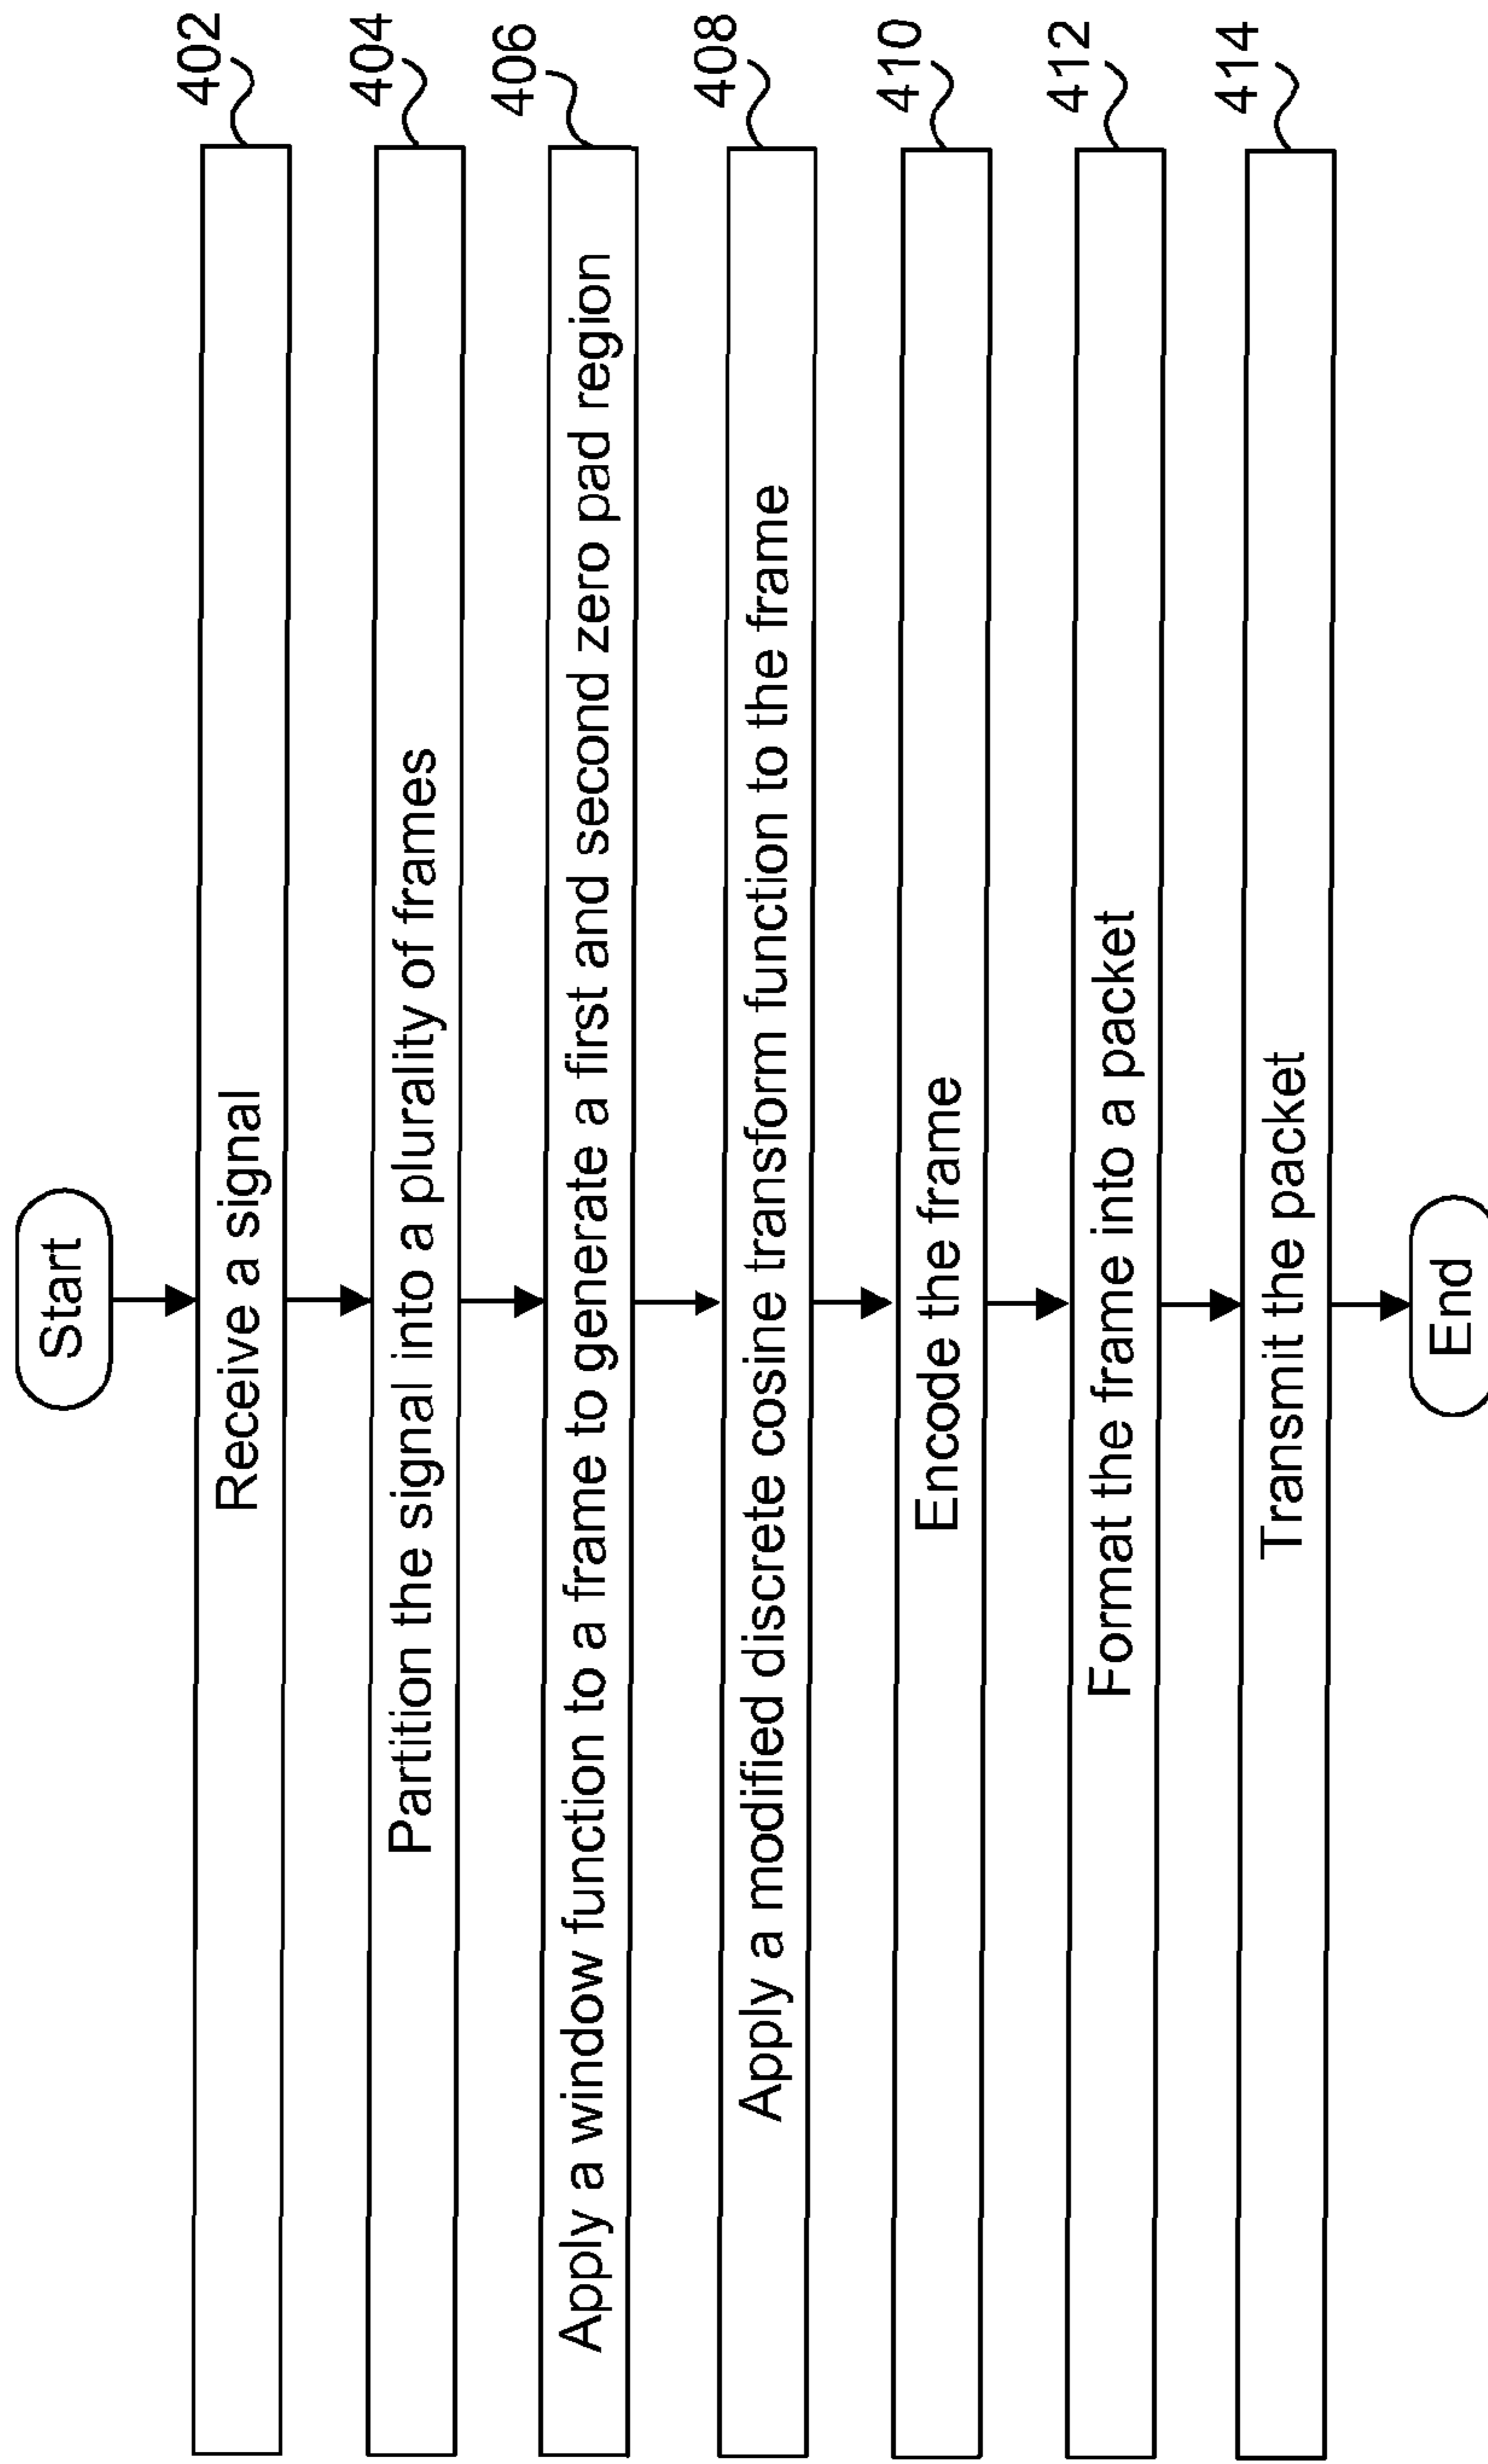 Start
Receive a signal
402
Partition the signal into a plurality of frames
404
Apply a window function to a frame to generate a first and second zero pad region
406
Apply a modified discrete cosine transform function to the frame
408
Encode the frame
410
Format the frame into a packet
412
Transmit the packet
414
End